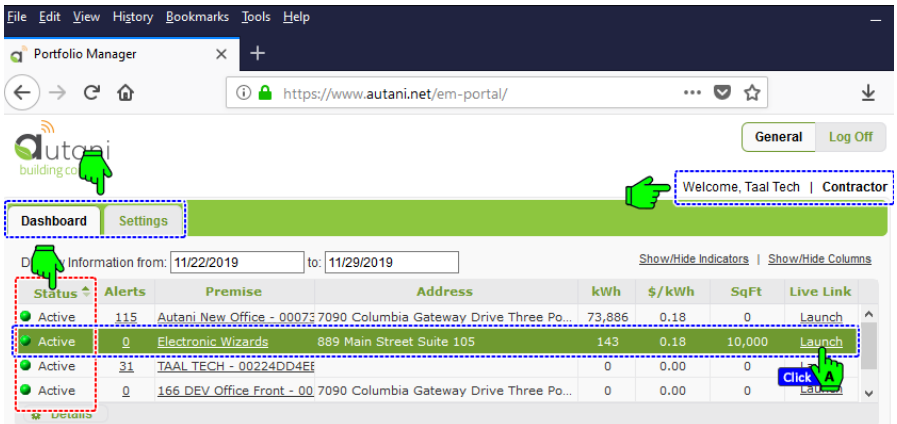 File Edit View History Bookmarks Tools Help
Portfolio Manager
https://www.autani.net/em-portal/
autani
building co
General Log Off
Welcome, Taal Tech | Contractor
Dashboard Settings
Information from: 11/22/2019 to: 11/29/2019 Show/Hide Indicators | Show/Hide Columns
Status Alerts Premise Address kWh $/kWh SqFt Live Link
Active 115 Autani New Office - 00073 7090 Columbia Gateway Drive Three Po... 73,886 0.18 0 Launch
Active 0 Electronic Wizards 889 Main Street Suite 105 143 0.18 10,000 Launch
Active 31 TAAL TECH - 00224DD4EE 0 0.00 0
Active 0 166 DEV Office Front - 00 7090 Columbia Gateway Drive Three Po... 0 0.00 0 Launch
Click A
Details